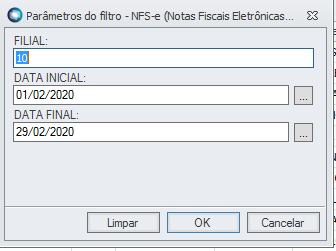 Parâmetros do filtro - NFS-e (Notas Fiscais Eletrônicas...
FILIAL:
10
DATA INICIAL:
01/02/2020
...
DATA FINAL:
29/02/2020
...
Limpar
OK
Cancelar